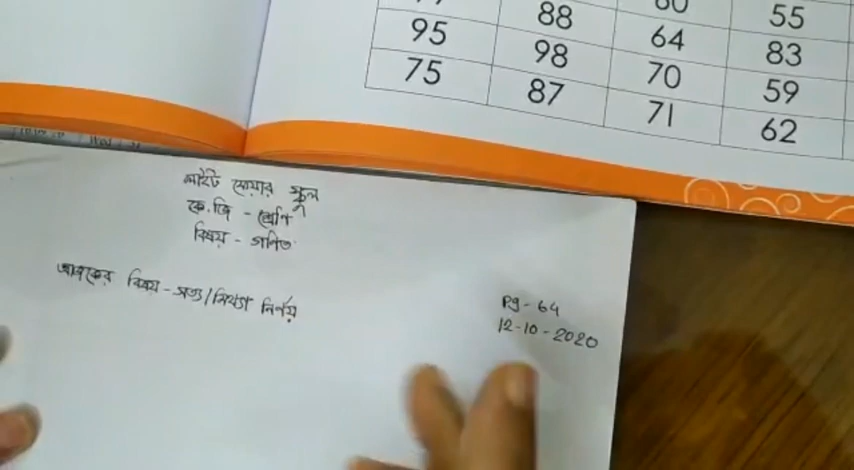 88 55
95 98 64 83
75 87 70 59
71 62
লাইট শেয়ার স্কুল
কে.জি - শ্রেণি
বিষয় - গনিত
আজকের বিষয় - সত্য/মিথ্যা নির্ণয়
Pg - 64
12-10-2020